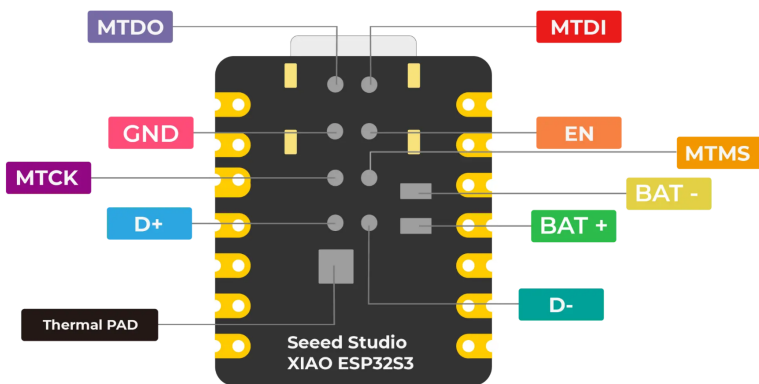 MTDO
MTDI
GND
EN
MTMS
MTCK
BAT -
D+
BAT +
D-
Thermal PAD
Seeed Studio
XIAO ESP32S3